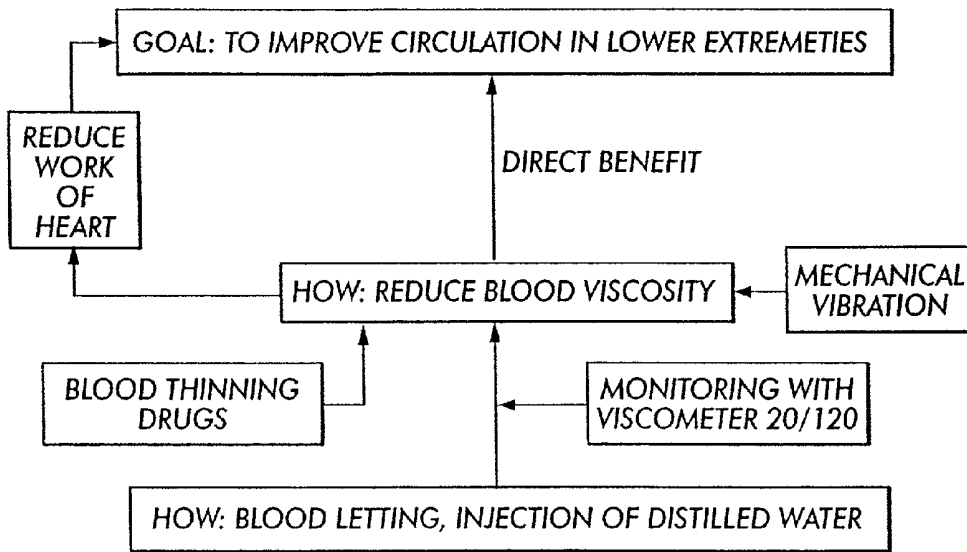 GOAL: TO IMPROVE CIRCULATION IN LOWER EXTREMETIES
REDUCE
WORK
OF
HEART
DIRECT BENEFIT
HOW: REDUCE BLOOD VISCOSITY
MECHANICAL
VIBRATION
BLOOD THINNING
DRUGS
MONITORING WITH
VISCOMETER 20/120
HOW: BLOOD LETTING, INJECTION OF DISTILLED WATER